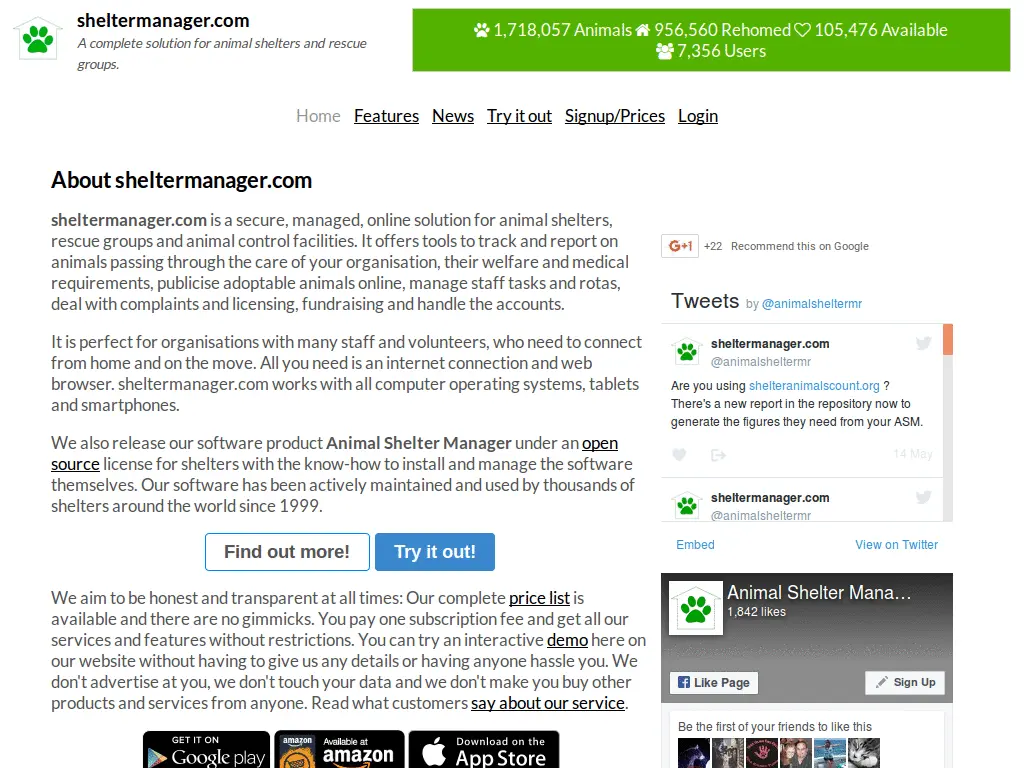 sheltermanager.com
A complete solution for animal shelters and rescue
groups.
1,718,057 Animals 956,560 Rehomed 105,476 Available
7,356 Users
Home Features News Try it out Signup/Prices Login
About sheltermanager.com
sheltermanager.com is a secure, managed, online solution for animal shelters,
rescue groups and animal control facilities. It offers tools to track and report on
animals passing through the care of your organisation, their welfare and medical
requirements, publicise adoptable animals online, manage staff tasks and rotas,
deal with complaints and licensing, fundraising and handle the accounts.
It is perfect for organisations with many staff and volunteers, who need to connect
from home and on the move. All you need is an internet connection and web
browser. sheltermanager.com works with all computer operating systems, tablets
and smartphones.
We also release our software product Animal Shelter Manager under an open
source license for shelters with the know-how to install and manage the software
themselves. Our software has been actively maintained and used by thousands of
shelters around the world since 1999.
Find out more! Try it out!
We aim to be honest and transparent at all times: Our complete price list is
available and there are no gimmicks. You pay one subscription fee and get all our
services and features without restrictions. You can try an interactive demo here on
our website without having to give us any details or having anyone hassle you. We
don't advertise at you, we don't touch your data and we don't make you buy other
products and services from anyone. Read what customers say about our service.
GET IT ON
Google play
amazon
Available at
amazon
Download on the
App Store
G+1 +22 Recommend this on Google
Tweets by @animalsheltermr
sheltermanager.com
@animalsheltermr
Are you using shelteranimalscount.org ?
There's a new report in the repository now to
generate the figures they need from your ASM.
14 May
sheltermanager.com
@animalsheltermr
Embed View on Twitter
Animal Shelter Mana...
1,842 likes
Like Page Sign Up
Be the first of your friends to like this